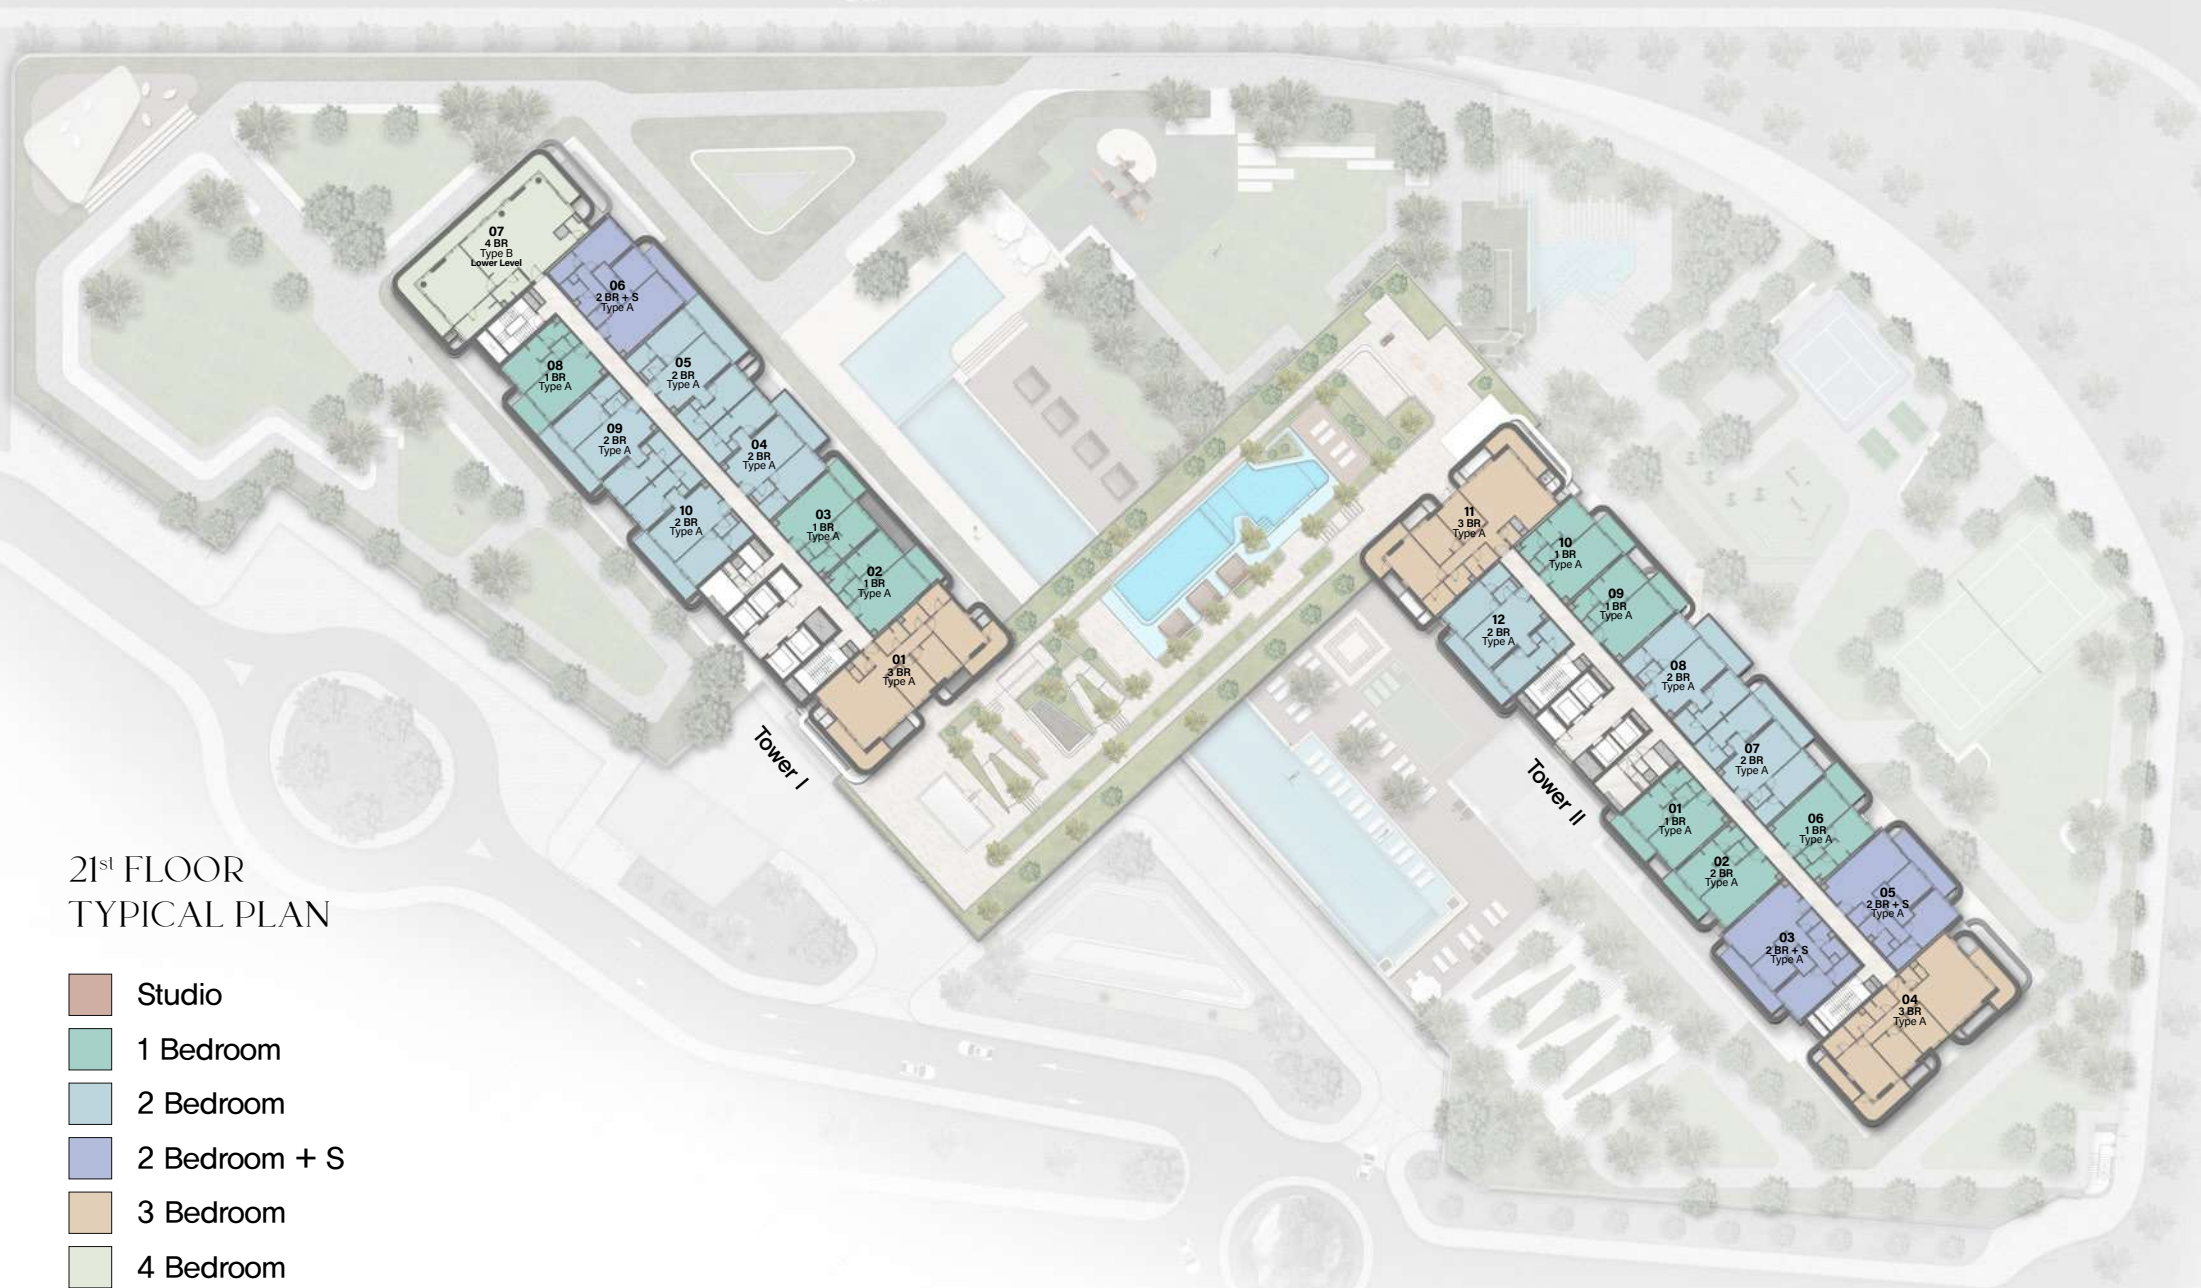 07
4 BR
Type B
Lower Level
06
2 BR + S
Type A
05
2 BR
Type A
04
2 BR
Type A
03
1 BR
Type A
02
1 BR
Type A
01
3 BR
Type A
08
1 BR
Type A
09
2 BR
Type A
10
2 BR
Type A
Tower I
11
3 BR
Type A
10
1 BR
Type A
09
1 BR
Type A
12
2 BR
Type A
08
2 BR
Type A
07
2 BR
Type A
06
1 BR
Type A
05
2 BR + S
Type A
04
3 BR
Type A
01
1 BR
Type A
02
2 BR
Type A
03
2 BR + S
Type A
Tower II
21st FLOOR
TYPICAL PLAN
Studio
1 Bedroom
2 Bedroom
2 Bedroom + S
3 Bedroom
4 Bedroom